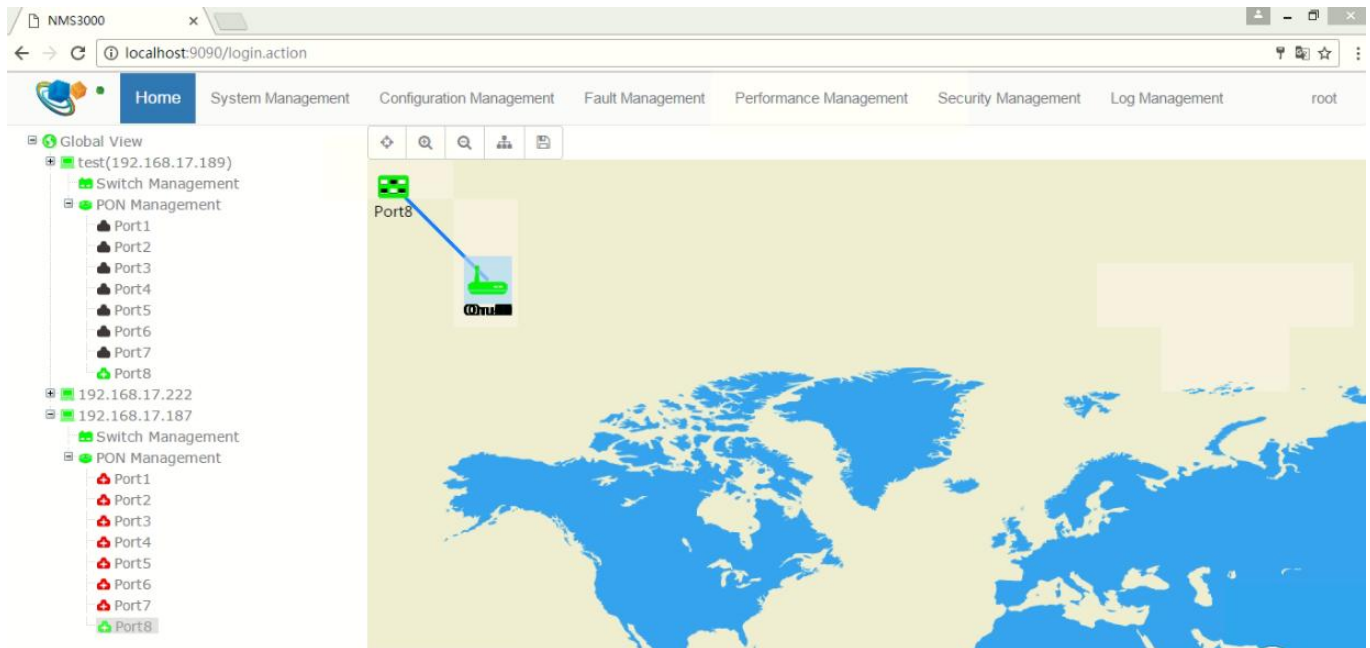 NMS3000
localhost:9090/login.action
Home System Management Configuration Management Fault Management Performance Management Security Management Log Management root
Global View
test(192.168.17.189)
Switch Management
PON Management
Port1
Port2
Port3
Port4
Port5
Port6
Port7
Port8
192.168.17.222
192.168.17.187
Switch Management
PON Management
Port1
Port2
Port3
Port4
Port5
Port6
Port7
Port8
Port8